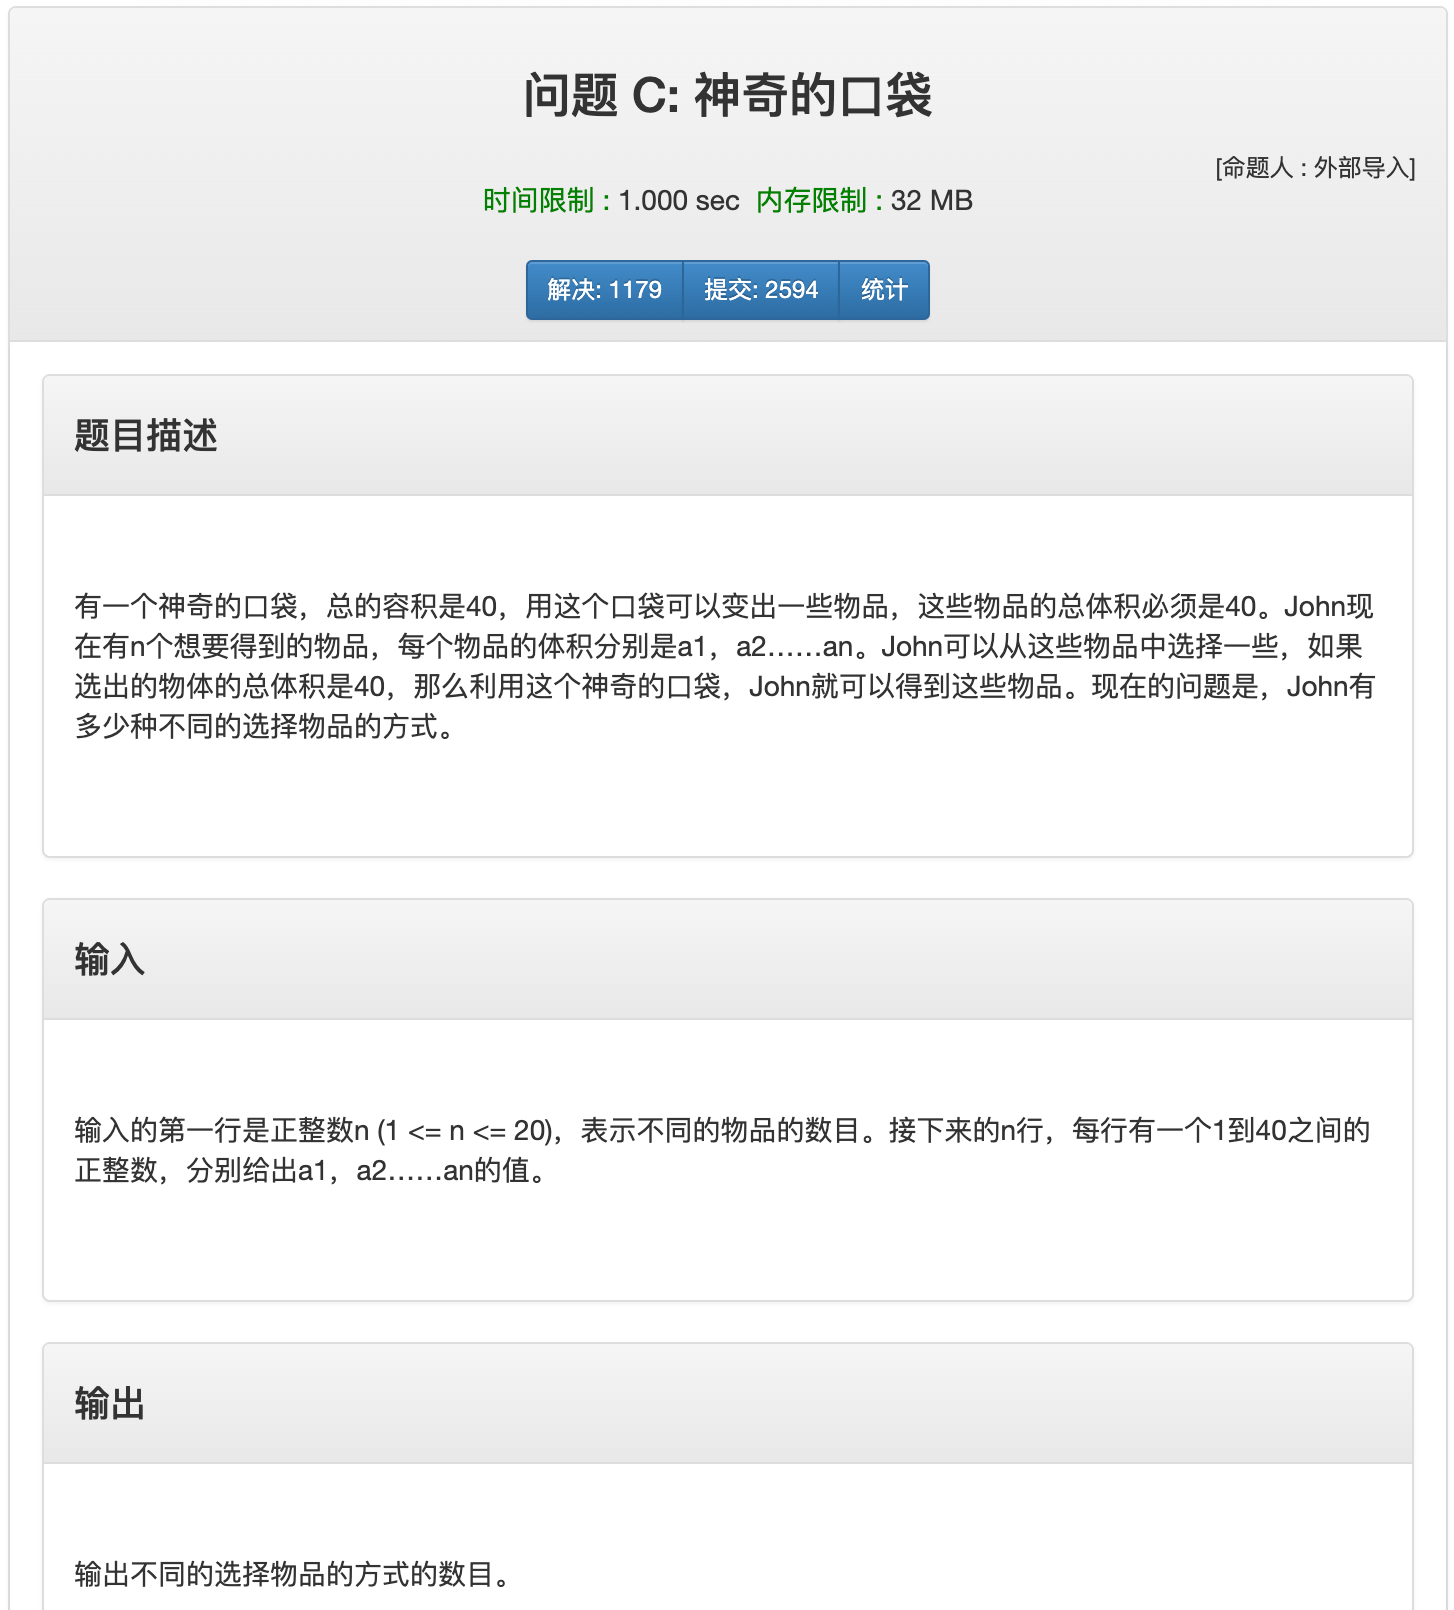 问题 C: 神奇的口袋
[命题人 : 外部导入]
时间限制 : 1.000 sec 内存限制 : 32 MB
解决: 1179 提交: 2594 统计
题目描述
有一个神奇的口袋，总的容积是40，用这个口袋可以变出一些物品，这些物品的总体积必须是40。John现
在有n个想要得到的物品，每个物品的体积分别是a1，a2……an。John可以从这些物品中选择一些，如果
选出的物体的总体积是40，那么利用这个神奇的口袋，John就可以得到这些物品。现在的问题是，John有
多少种不同的选择物品的方式。
输入
输入的第一行是正整数n (1 <= n <= 20)，表示不同的物品的数目。接下来的n行，每行有一个1到40之间的
正整数，分别给出a1，a2……an的值。
输出
输出不同的选择物品的方式的数目。